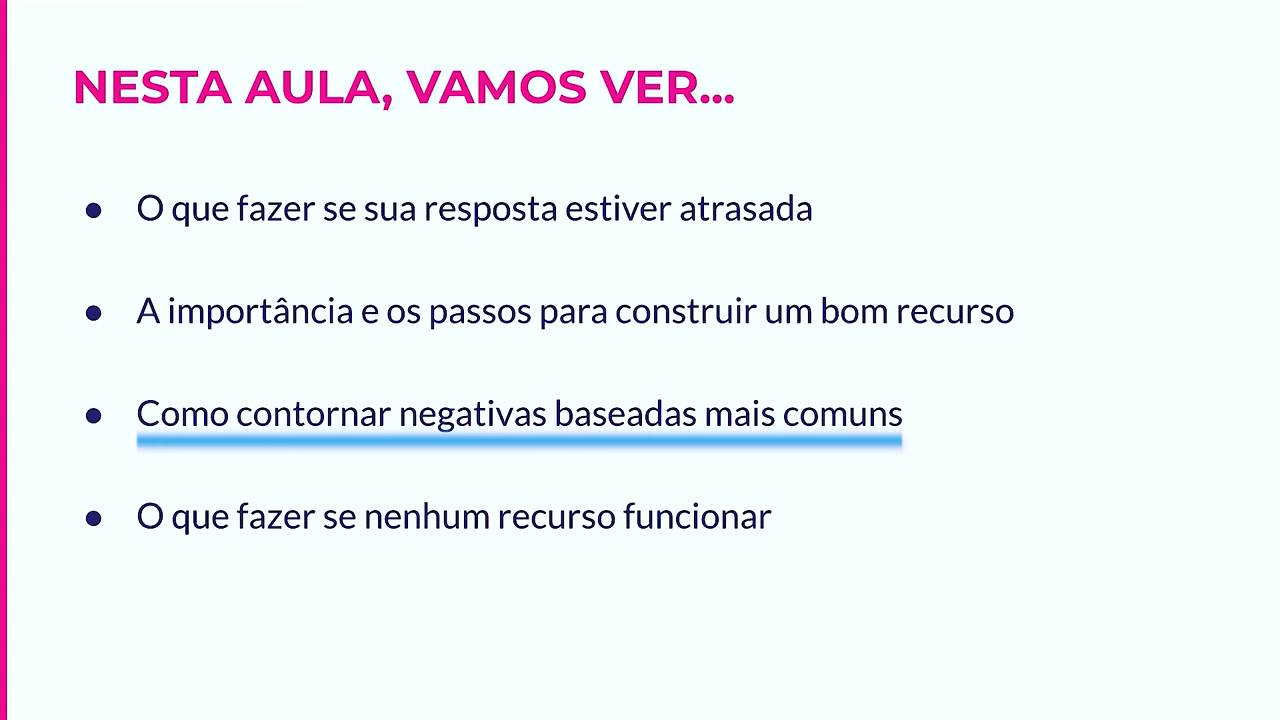 NESTA AULA, VAMOS VER...
● O que fazer se sua resposta estiver atrasada
● A importância e os passos para construir um bom recurso
● Como contornar negativas baseadas mais comuns
● O que fazer se nenhum recurso funcionar